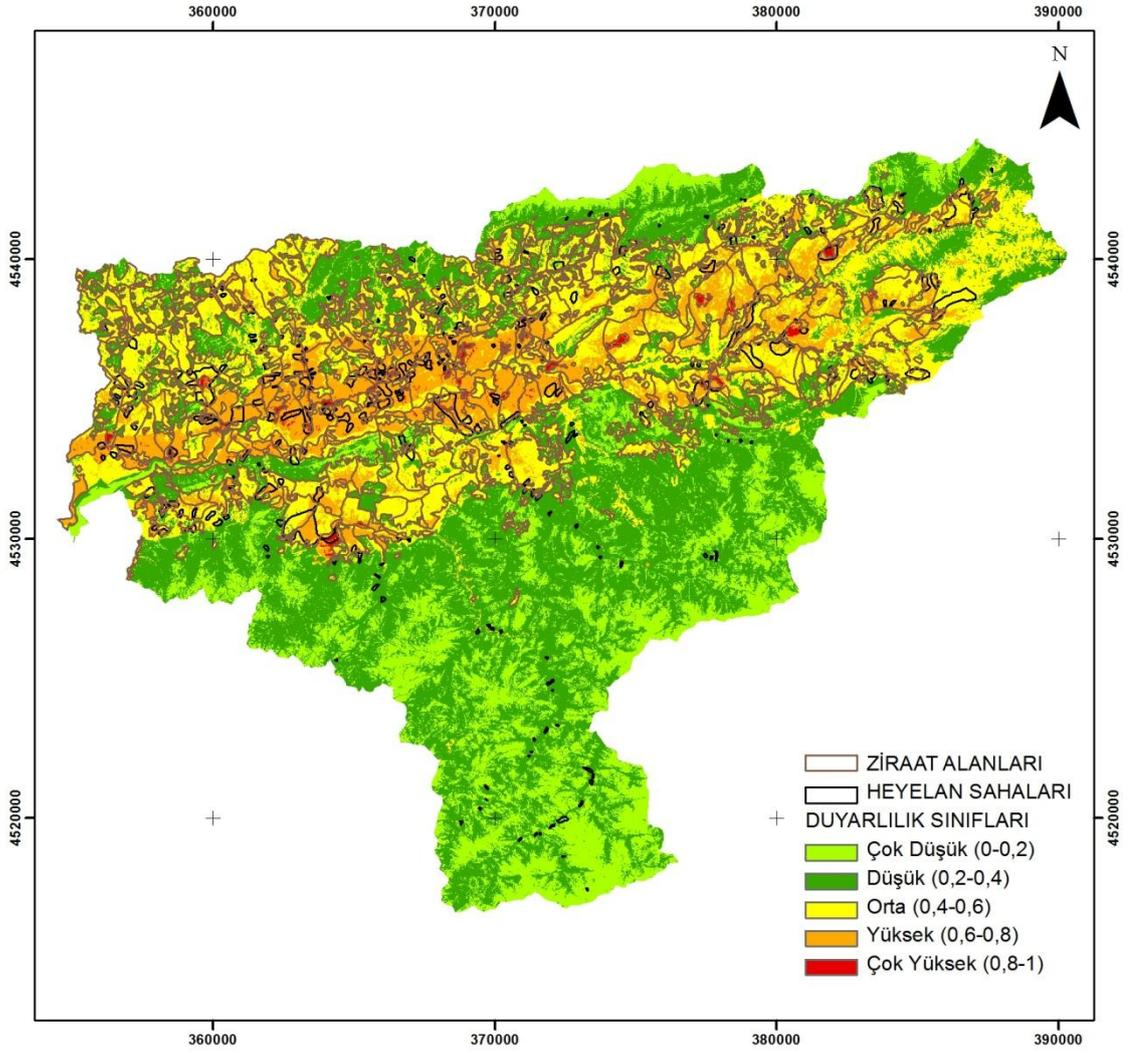 360000 370000 380000 390000
N
4540000 4540000
4530000 4530000
4520000 4520000
ZİRAAT ALANLARI
HEYELAN SAHALARI
DUYARLILIK SINIFLARI
Çok Düşük (0-0,2)
Düşük (0,2-0,4)
Orta (0,4-0,6)
Yüksek (0,6-0,8)
Çok Yüksek (0,8-1)
360000 370000 380000 390000